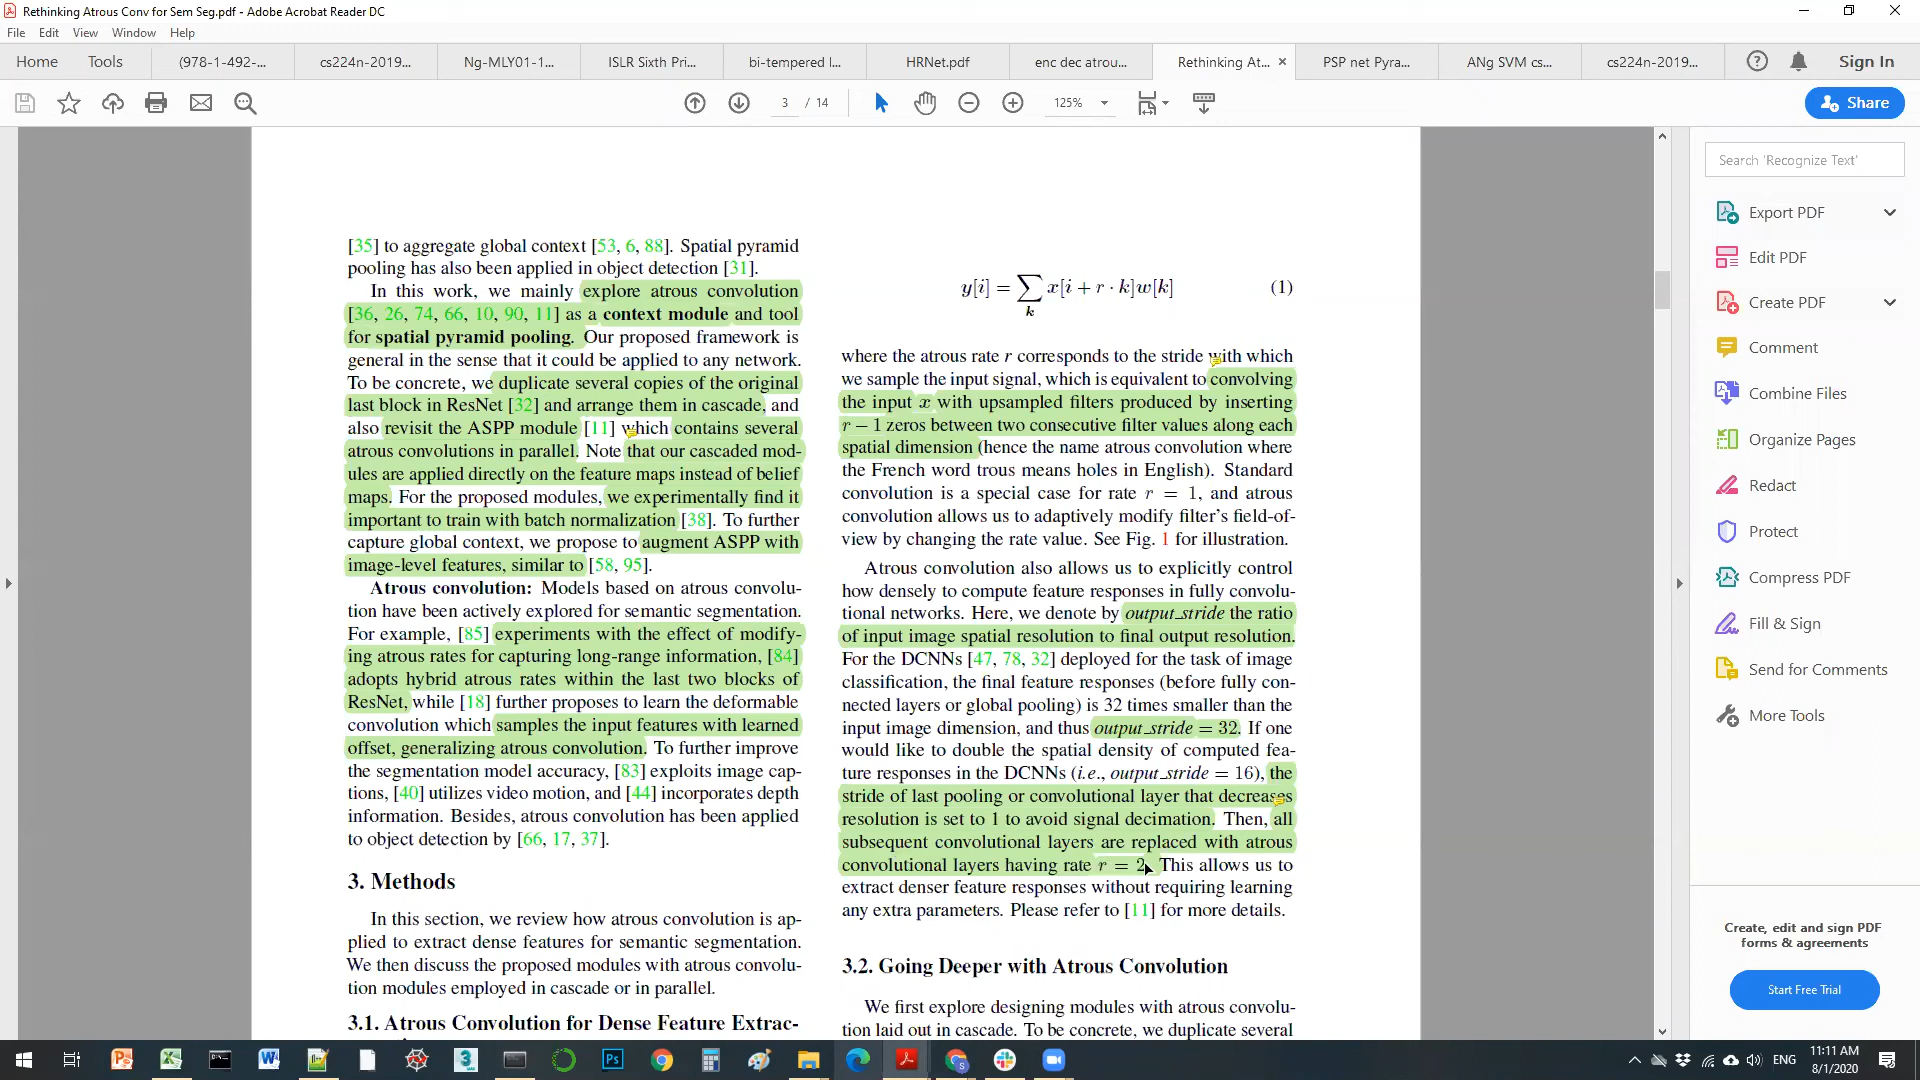 Rethinking Atrous Conv for Sem Seg.pdf - Adobe Acrobat Reader DC
File Edit View Window Help
Home Tools (978-1-492-... cs224n-2019... Ng-MLY01-1... ISLR Sixth Pri... bi-tempered l... HRNet.pdf enc dec atrou... Rethinking At... × PSP net Pyra... ANg SVM cs... cs224n-2019... Sign In
3 / 14 125% Share
[35] to aggregate global context [53, 6, 88]. Spatial pyramid
pooling has also been applied in object detection [31].
In this work, we mainly explore atrous convolution
[36, 26, 74, 66, 10, 90, 11] as a context module and tool
for spatial pyramid pooling. Our proposed framework is
general in the sense that it could be applied to any network.
To be concrete, we duplicate several copies of the original
last block in ResNet [32] and arrange them in cascade, and
also revisit the ASPP module [11] which contains several
atrous convolutions in parallel. Note that our cascaded mod-
ules are applied directly on the feature maps instead of belief
maps. For the proposed modules, we experimentally find it
important to train with batch normalization [38]. To further
capture global context, we propose to augment ASPP with
image-level features, similar to [58, 95].
Atrous convolution: Models based on atrous convolu-
tion have been actively explored for semantic segmentation.
For example, [85] experiments with the effect of modify-
ing atrous rates for capturing long-range information, [84]
adopts hybrid atrous rates within the last two blocks of
ResNet, while [18] further proposes to learn the deformable
convolution which samples the input features with learned
offset, generalizing atrous convolution. To further improve
the segmentation model accuracy, [83] exploits image cap-
tions, [40] utilizes video motion, and [44] incorporates depth
information. Besides, atrous convolution has been applied
to object detection by [66, 17, 37].
3. Methods
In this section, we review how atrous convolution is ap-
plied to extract dense features for semantic segmentation.
We then discuss the proposed modules with atrous convolu-
tion modules employed in cascade or in parallel.
3.1. Atrous Convolution for Dense Feature Extrac-
y[i] = ∑ x[i + r · k]w[k] (1)
k
where the atrous rate r corresponds to the stride with which
we sample the input signal, which is equivalent to convolving
the input x with upsampled filters produced by inserting
r − 1 zeros between two consecutive filter values along each
spatial dimension (hence the name atrous convolution where
the French word trous means holes in English). Standard
convolution is a special case for rate r = 1, and atrous
convolution allows us to adaptively modify filter's field-of-
view by changing the rate value. See Fig. 1 for illustration.
Atrous convolution also allows us to explicitly control
how densely to compute feature responses in fully convolu-
tional networks. Here, we denote by output_stride the ratio
of input image spatial resolution to final output resolution.
For the DCNNs [47, 78, 32] deployed for the task of image
classification, the final feature responses (before fully con-
nected layers or global pooling) is 32 times smaller than the
input image dimension, and thus output_stride = 32. If one
would like to double the spatial density of computed fea-
ture responses in the DCNNs (i.e., output_stride = 16), the
stride of last pooling or convolutional layer that decreases
resolution is set to 1 to avoid signal decimation. Then, all
subsequent convolutional layers are replaced with atrous
convolutional layers having rate r = 2. This allows us to
extract denser feature responses without requiring learning
any extra parameters. Please refer to [11] for more details.
3.2. Going Deeper with Atrous Convolution
We first explore designing modules with atrous convolu-
tion laid out in cascade. To be concrete, we duplicate several
Search 'Recognize Text'
Export PDF
Edit PDF
Create PDF
Comment
Combine Files
Organize Pages
Redact
Protect
Compress PDF
Fill & Sign
Send for Comments
More Tools
Create, edit and sign PDF
forms & agreements
Start Free Trial
ENG
11:11 AM
8/1/2020